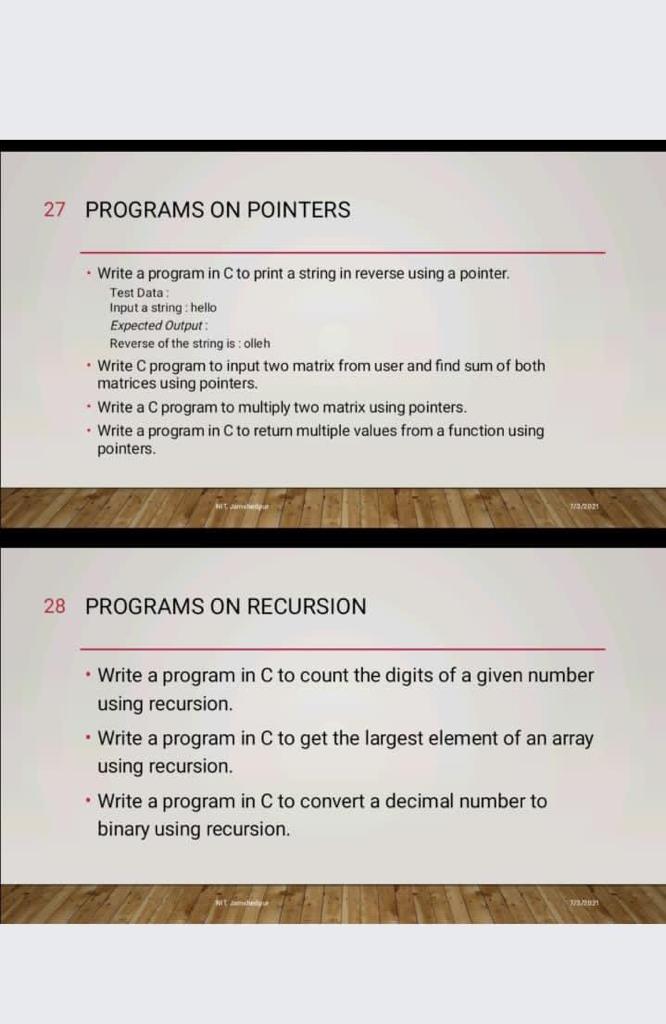 27 PROGRAMS ON POINTERS
• Write a program in C to print a string in reverse using a pointer.
Test Data :
Input a string : hello
Expected Output :
Reverse of the string is : olleh
• Write C program to input two matrix from user and find sum of both
matrices using pointers.
• Write a C program to multiply two matrix using pointers.
• Write a program in C to return multiple values from a function using
pointers.
NIT, Jamshedpur 7/3/2021
28 PROGRAMS ON RECURSION
• Write a program in C to count the digits of a given number
using recursion.
• Write a program in C to get the largest element of an array
using recursion.
• Write a program in C to convert a decimal number to
binary using recursion.
NIT, Jamshedpur 7/3/2021